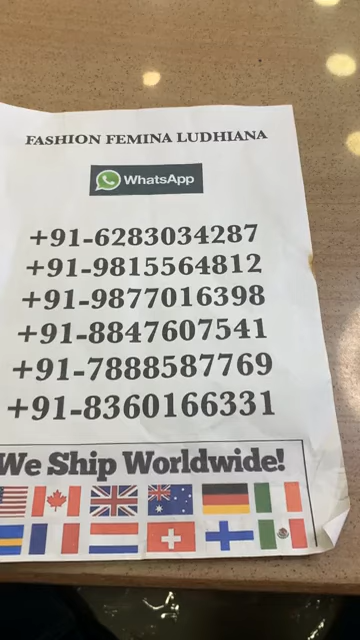 FASHION FEMINA LUDHIANA
WhatsApp
+91-6283034287
+91-9815564812
+91-9877016398
+91-8847607541
+91-7888587769
+91-8360166331
We Ship Worldwide!